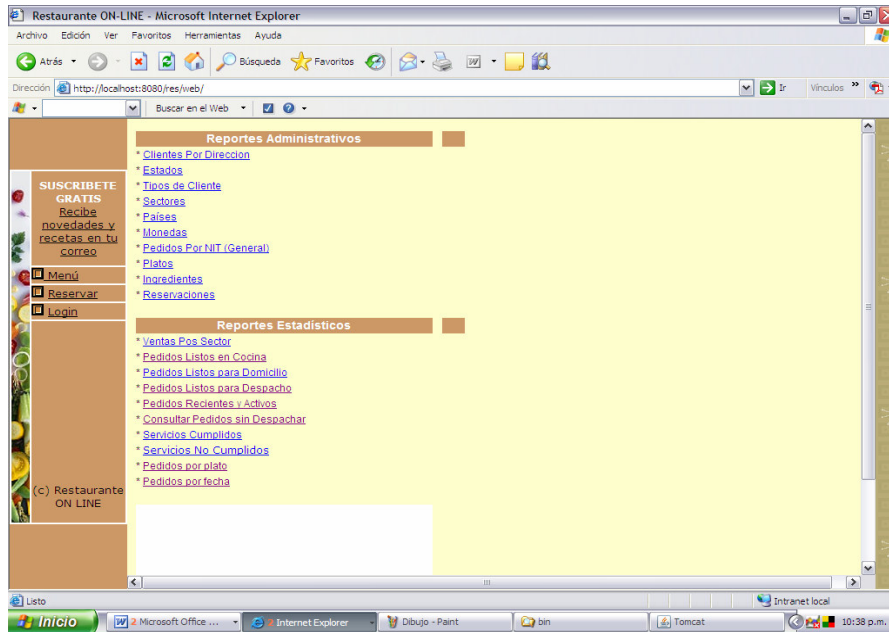 Restaurante ON-LINE - Microsoft Internet Explorer
Archivo Edición Ver Favoritos Herramientas Ayuda
Atrás Búsqueda Favoritos
Dirección http://localhost:8080/res/web/ Ir Vínculos »
Buscar en el Web
Reportes Administrativos
* Clientes Por Direccion
* Estados
* Tipos de Cliente
* Sectores
* Países
* Monedas
* Pedidos Por NIT (General)
* Platos
* Ingredientes
* Reservaciones
SUSCRIBETE
GRATIS
Recibe
novedades y
recetas en tu
correo
Menú
Reservar
Login
Reportes Estadísticos
* Ventas Pos Sector
* Pedidos Listos en Cocina
* Pedidos Listos para Domicilio
* Pedidos Listos para Despacho
* Pedidos Recientes y Activos
* Consultar Pedidos sin Despachar
* Servicios Cumplidos
* Servicios No Cumplidos
* Pedidos por plato
* Pedidos por fecha
(c) Restaurante
ON LINE
Listo Intranet local
Inicio 2 Microsoft Office ... 2 Internet Explorer Dibujo - Paint bin Tomcat 10:38 p.m.